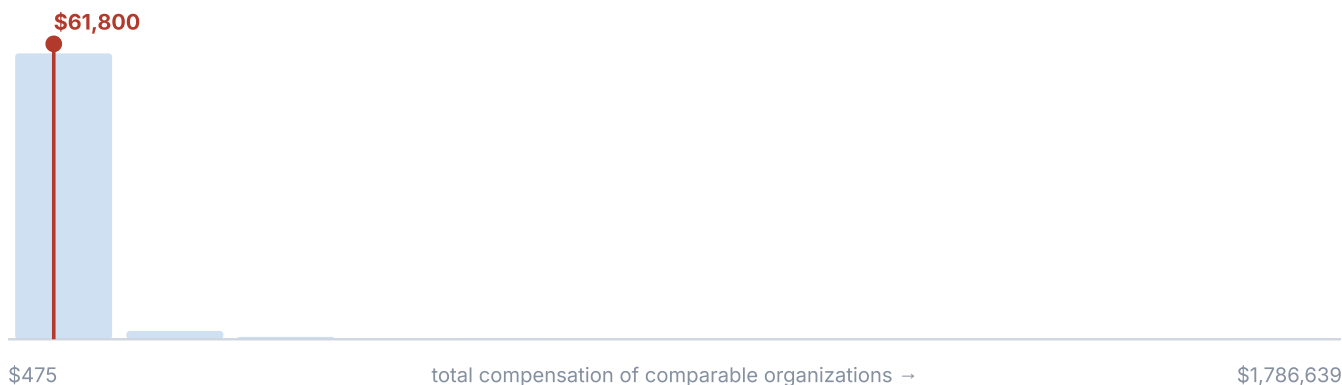 $61,800
$475 total compensation of comparable organizations → $1,786,639